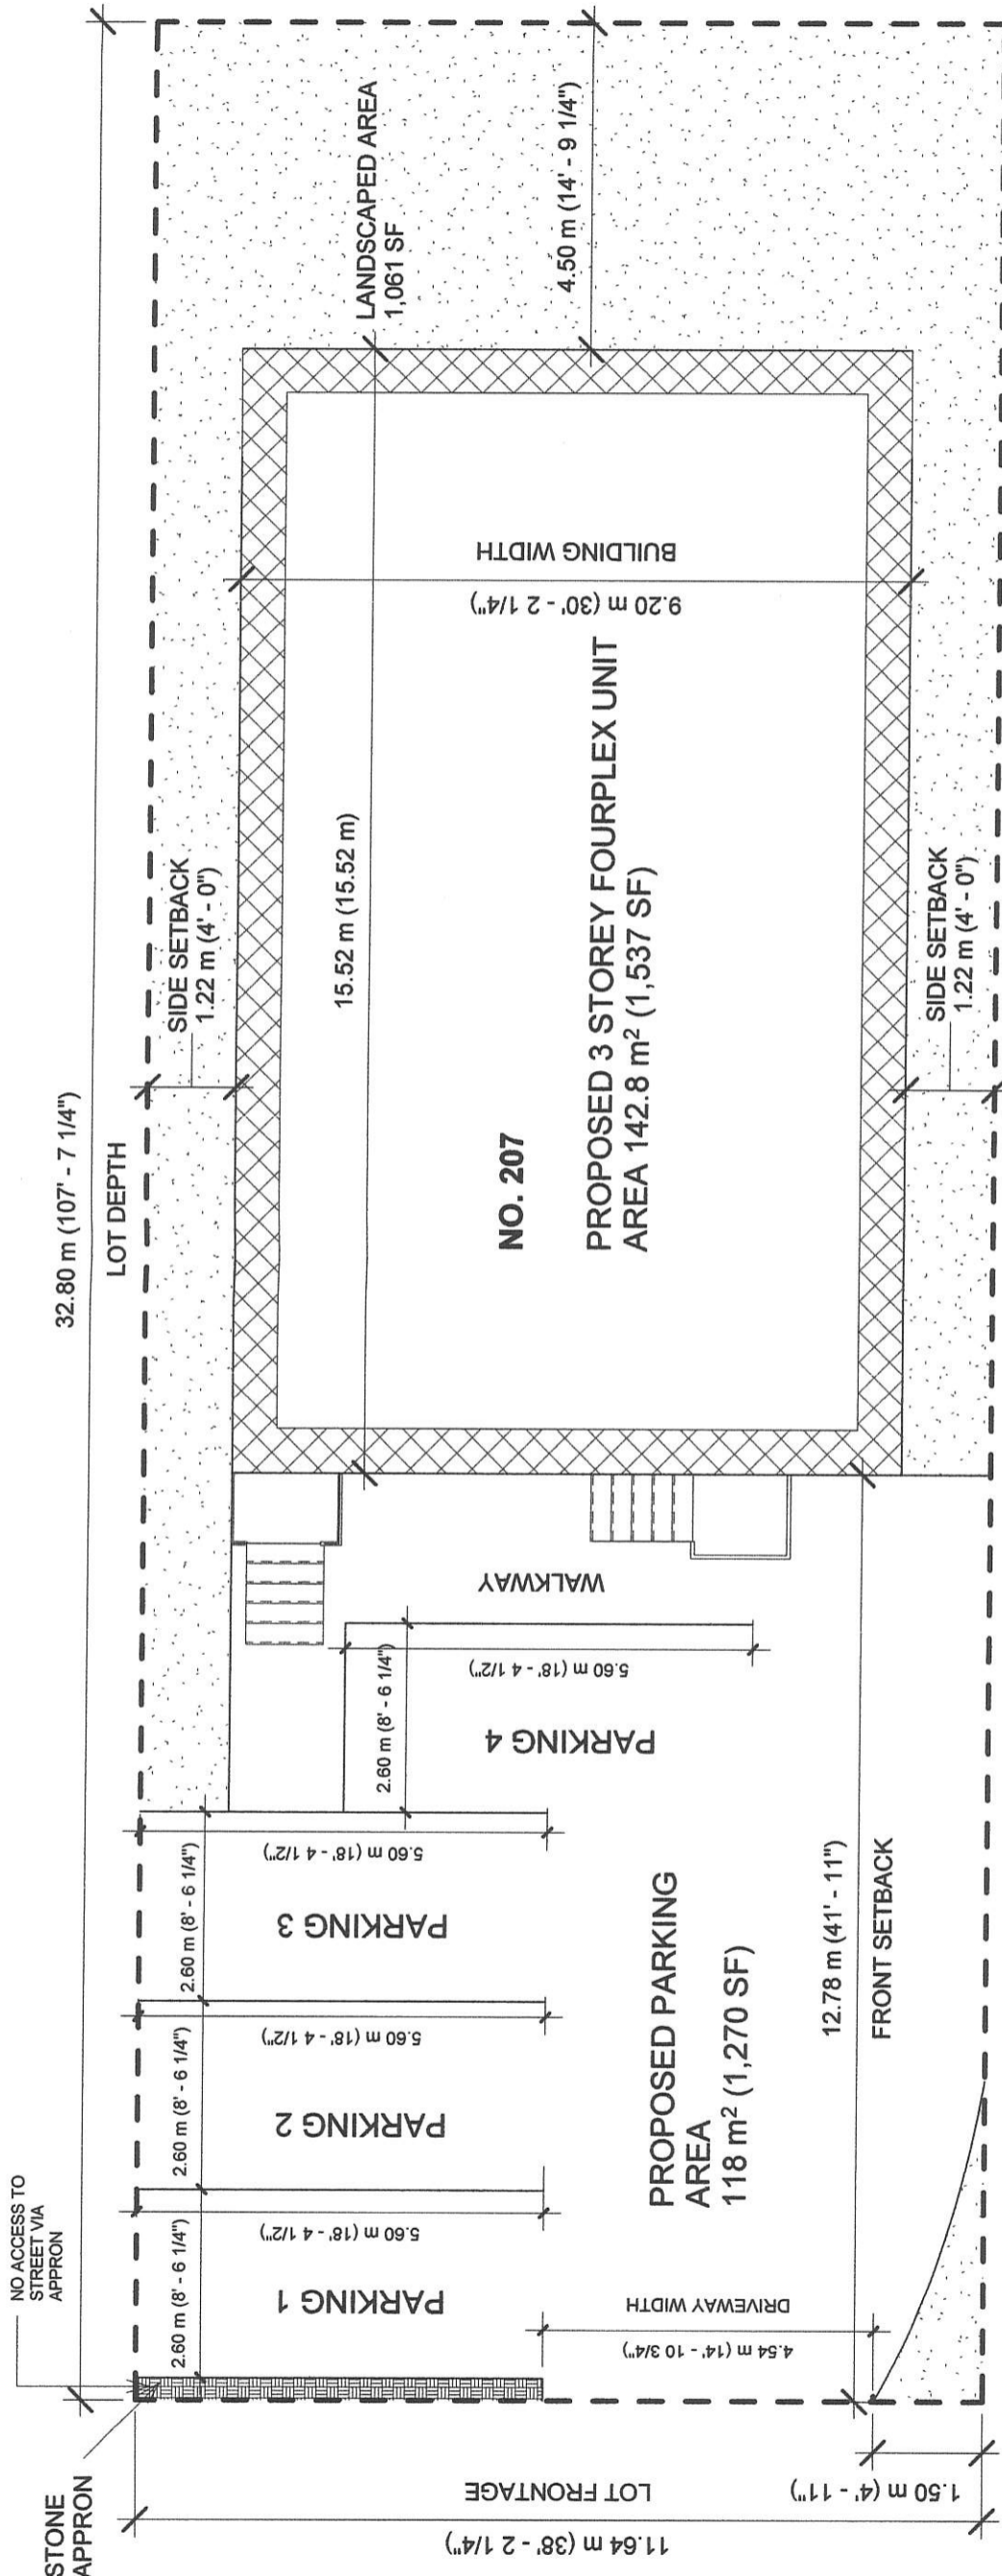 32.80 m (107' - 7 1/4")
LOT DEPTH
NO ACCESS TO
STREET VIA
APPRON
STONE
APPRON
SIDE SETBACK
1.22 m (4' - 0")
LANDSCAPED AREA
1,061 SF
4.50 m (14' - 9 1/4")
15.52 m (15.52 m)
BUILDING WIDTH
9.20 m (30' - 2 1/4")
NO. 207
PROPOSED 3 STOREY FOURPLEX UNIT
AREA 142.8 m² (1,537 SF)
SIDE SETBACK
1.22 m (4' - 0")
WALKWAY
5.60 m (18' - 4 1/2")
2.60 m (8' - 6 1/4")
PARKING 4
2.60 m (8' - 6 1/4")
5.60 m (18' - 4 1/2")
PARKING 3
2.60 m (8' - 6 1/4")
5.60 m (18' - 4 1/2")
PARKING 2
2.60 m (8' - 6 1/4")
5.60 m (18' - 4 1/2")
PARKING 1
PROPOSED PARKING
AREA
118 m² (1,270 SF)
12.78 m (41' - 11")
FRONT SETBACK
DRIVEWAY WIDTH
4.54 m (14' - 10 3/4")
LOT FRONTAGE
11.64 m (38' - 2 1/4")
1.50 m (4' - 11")